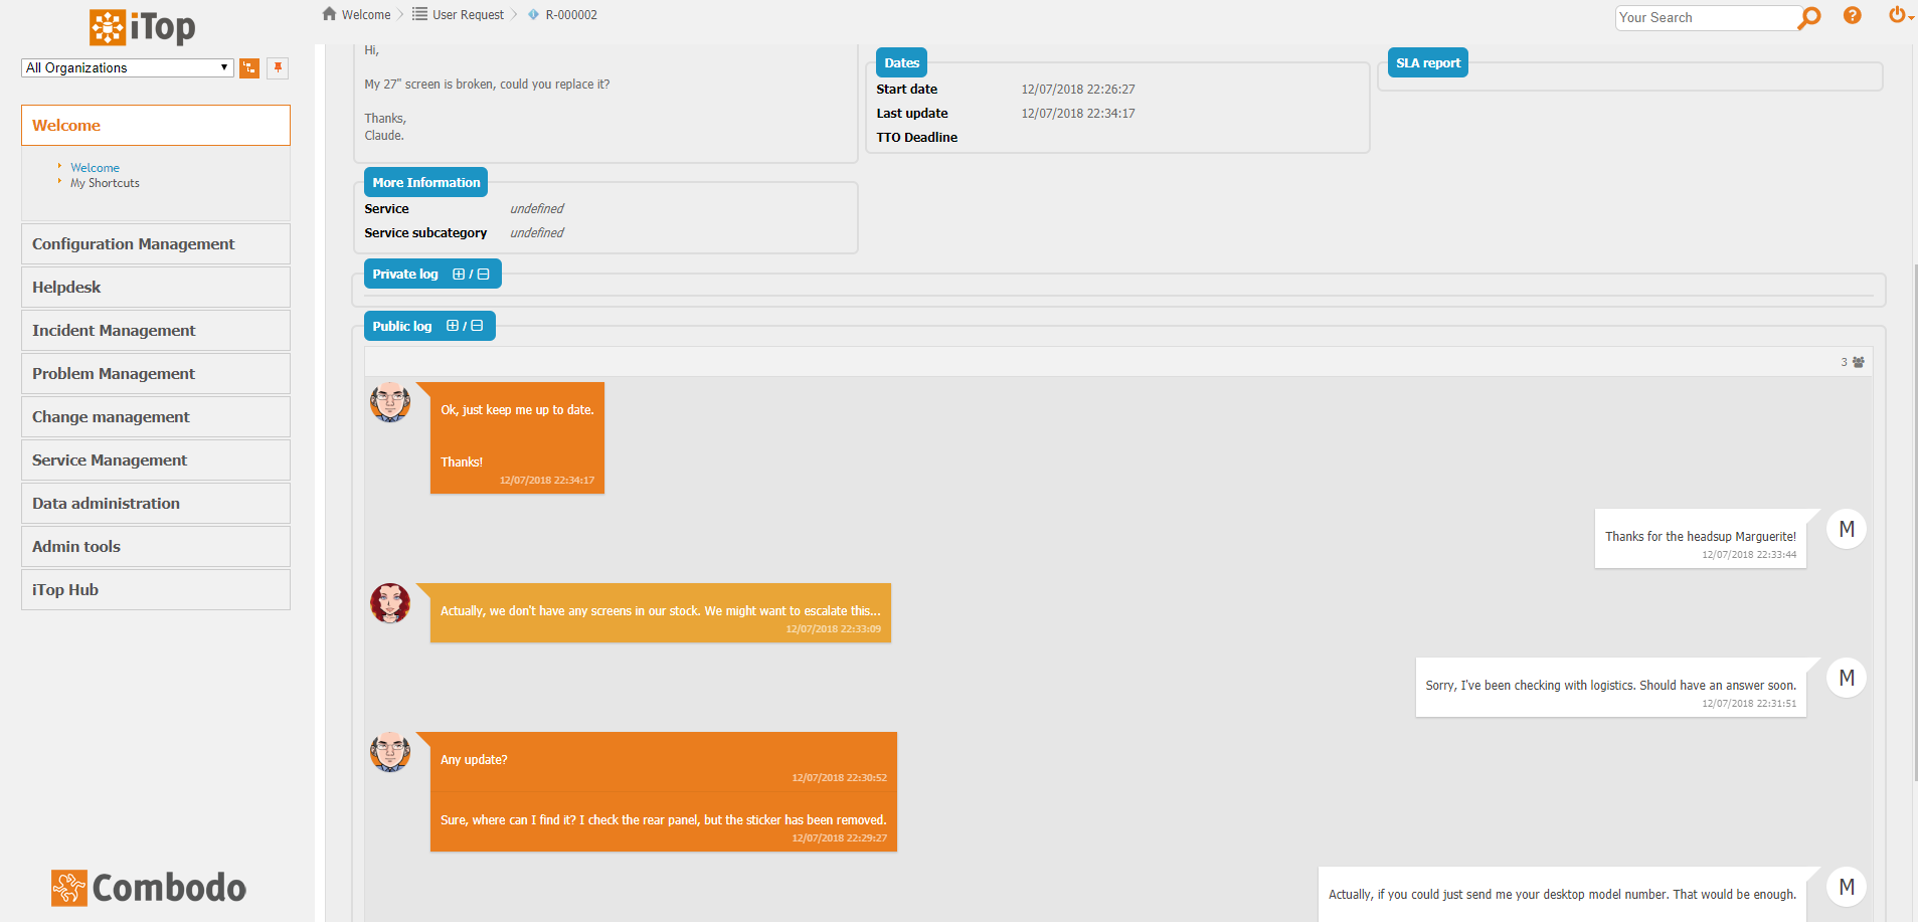 iTop
Welcome
User Request
R-000002
Your Search
All Organizations
Welcome
Welcome
My Shortcuts
Configuration Management
Helpdesk
Incident Management
Problem Management
Change management
Service Management
Data administration
Admin tools
iTop Hub
Combodo
Hi,
My 27" screen is broken, could you replace it?
Thanks,
Claude.
Dates
Start date 12/07/2018 22:26:27
Last update 12/07/2018 22:34:17
TTO Deadline
SLA report
More Information
Service undefined
Service subcategory undefined
Private log /
Public log /
3
Ok, just keep me up to date.
Thanks!
12/07/2018 22:34:17
Thanks for the headsup Marguerite!
12/07/2018 22:33:44
M
Actually, we don't have any screens in our stock. We might want to escalate this...
12/07/2018 22:33:09
Sorry, I've been checking with logistics. Should have an answer soon.
12/07/2018 22:31:51
M
Any update?
12/07/2018 22:30:52
Sure, where can I find it? I check the rear panel, but the sticker has been removed.
12/07/2018 22:29:27
Actually, if you could just send me your desktop model number. That would be enough.
M